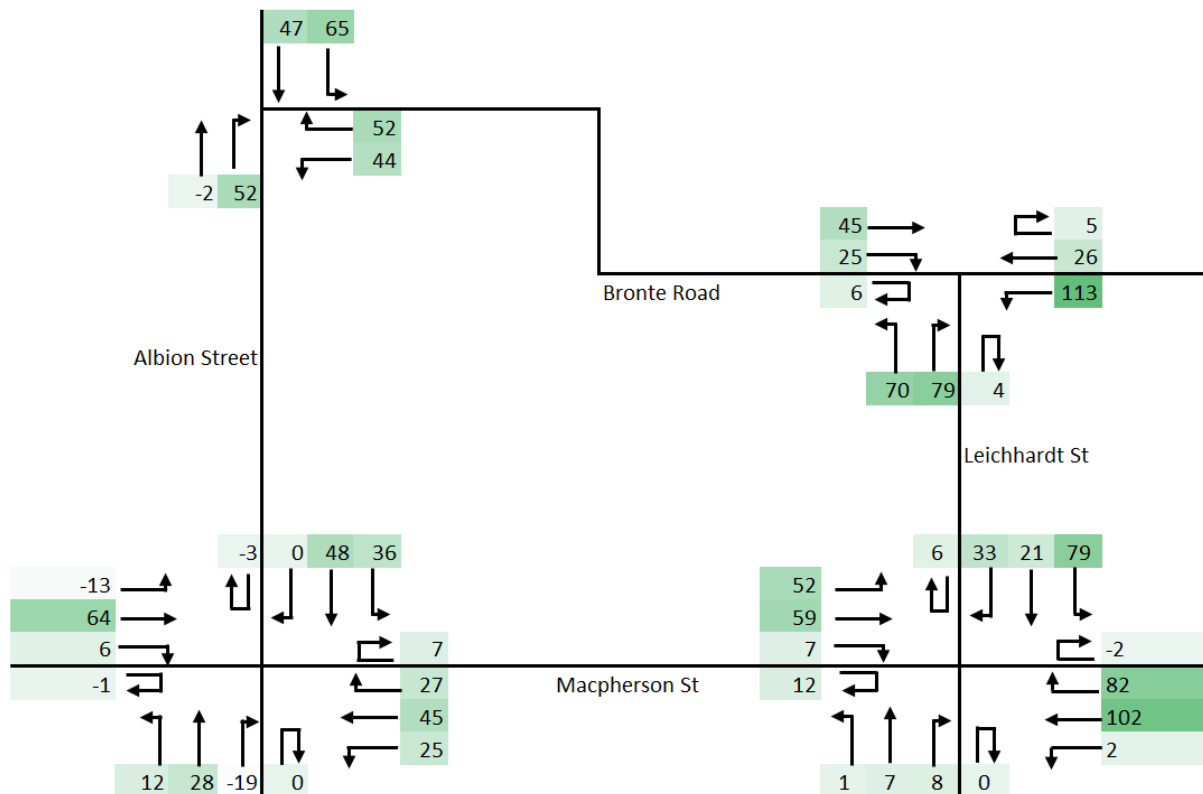 47 65
52
44
-2 52
45 5
25 26
Bronte Road 6 113
Albion Street
70 79 4
Leichhardt St
-3 0 48 36 6 33 21 79
-13 52
64 59
6 7 7 -2
-1 27 Macpherson St 12 82
45 102
25 2
12 28 -19 0 1 7 8 0